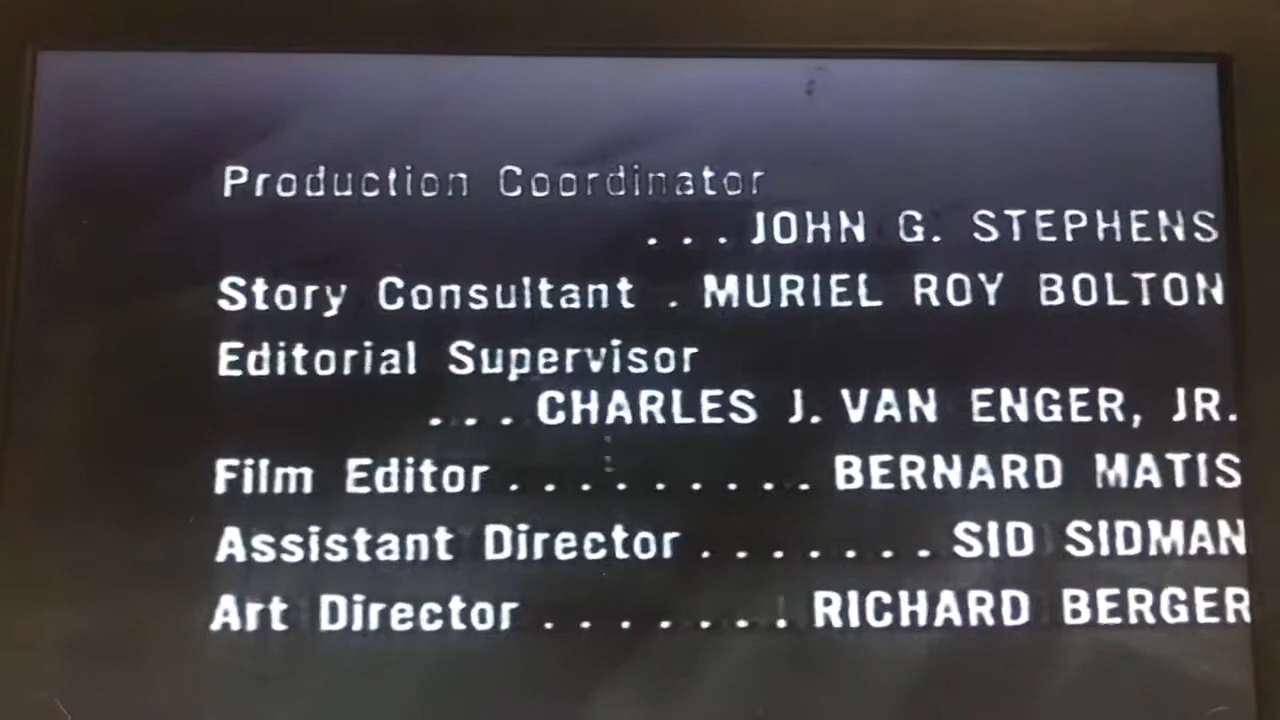 Production Coordinator
...JOHN G. STEPHENS
Story Consultant . MURIEL ROY BOLTON
Editorial Supervisor
...CHARLES J. VAN ENGER, JR.
Film Editor.........BERNARD MATIS
Assistant Director.......SID SIDMAN
Art Director.......RICHARD BERGER